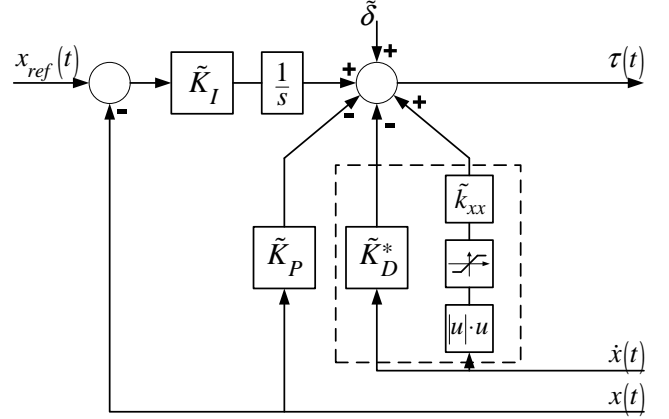 δ̃
x_ref(t)
K̃_I
1/s
+
+
τ(t)
-
-
-
+
k̃_xx
K̃_P
K̃*_D
|u|·u
ẋ(t)
x(t)